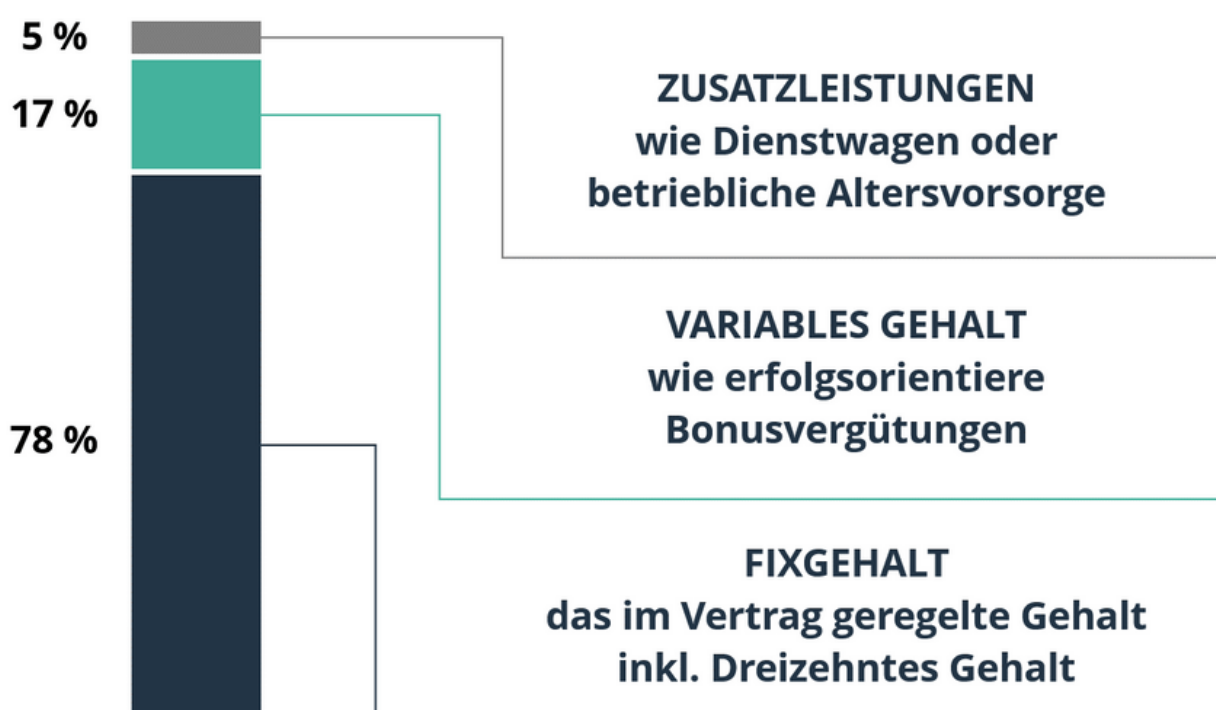 5 %
ZUSATZLEISTUNGEN
wie Dienstwagen oder
betriebliche Altersvorsorge
17 %
VARIABLES GEHALT
wie erfolgsorientiere
Bonusvergütungen
78 %
FIXGEHALT
das im Vertrag geregelte Gehalt
inkl. Dreizehntes Gehalt